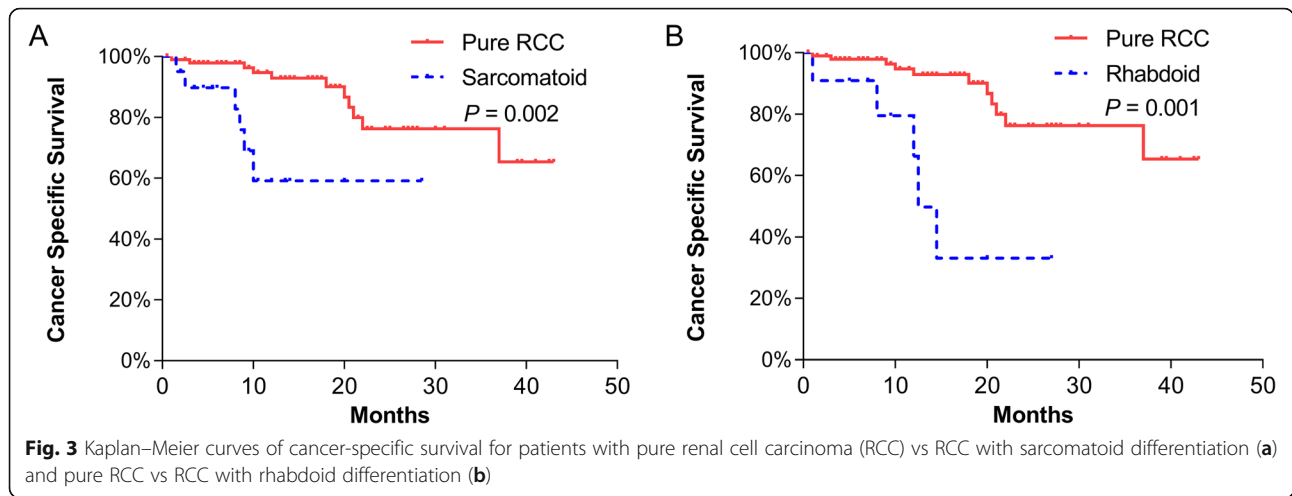 A
Pure RCC
Sarcomatoid
P = 0.002
Cancer Specific Survival
100%
80%
60%
40%
20%
0%
0 10 20 30 40 50
Months
B
Pure RCC
Rhabdoid
P = 0.001
Cancer Specific Survival
100%
80%
60%
40%
20%
0%
0 10 20 30 40 50
Months
Fig. 3 Kaplan–Meier curves of cancer-specific survival for patients with pure renal cell carcinoma (RCC) vs RCC with sarcomatoid differentiation (a)
and pure RCC vs RCC with rhabdoid differentiation (b)